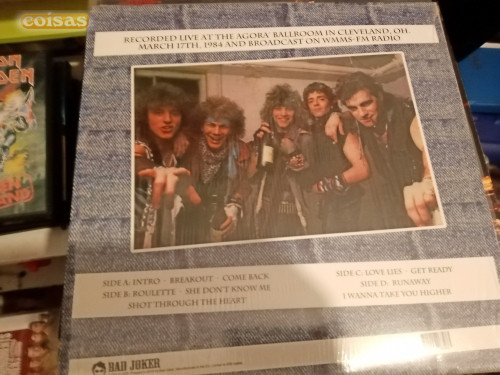 coisas
RECORDED LIVE AT THE AGORA BALLROOM IN CLEVELAND, OH.
MARCH 17TH, 1984 AND BROADCAST ON WMMS-FM RADIO
SIDE A: INTRO · BREAKOUT · COME BACK
SIDE B: ROULETTE · SHE DON'T KNOW ME
SHOT THROUGH THE HEART
SIDE C: LOVE LIES · GET READY
SIDE D: RUNAWAY
I WANNA TAKE YOU HIGHER
BAD JOKER